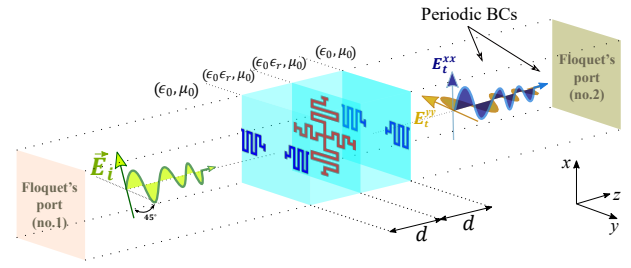 Periodic BCs
(ϵ₀, μ₀)
(ϵ₀ϵᵣ, μ₀)
(ϵ₀ϵᵣ, μ₀)
(ϵ₀, μ₀)
E_t^{xx}
E_t^{yy}
Floquet's
port
(no.2)
E⃗_i
45°
Floquet's
port
(no.1)
d
d
x
z
y